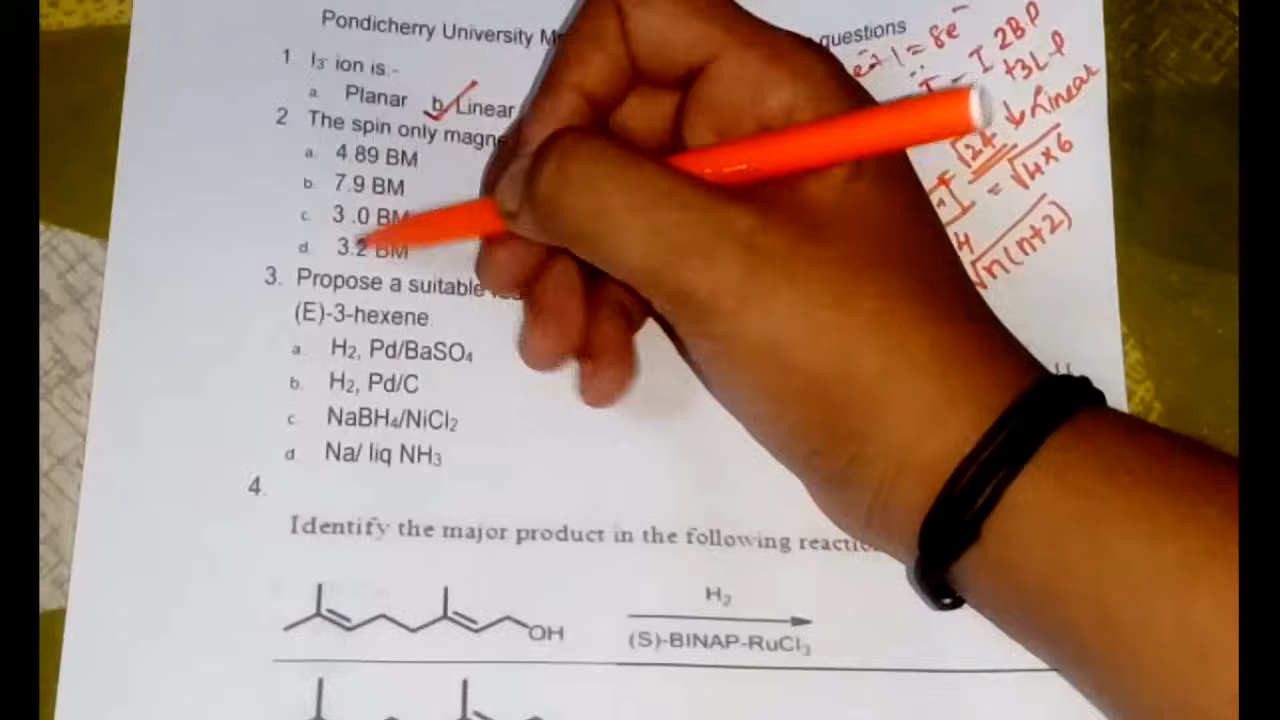 Pondicherry University
questions
1. I3⁻ ion is:-
a. Planar b. Linear
2 The spin only
a. 4.89 BM
b. 7.9 BM
c. 3.0 BM
d. 3.2 BM
3. Propose a suitable
(E)-3-hexene
a. H2, Pd/BaSO4
b. H2, Pd/C
c. NaBH4/NiCl2
d. Na/ liq NH3
4.
Identify the major product in the following
OH
H2
(S)-BINAP-RuCl3
= 8e⁻
I - I 2BP
+3LP
↓ Linear
√24
= √4×6
4
√n(n+2)